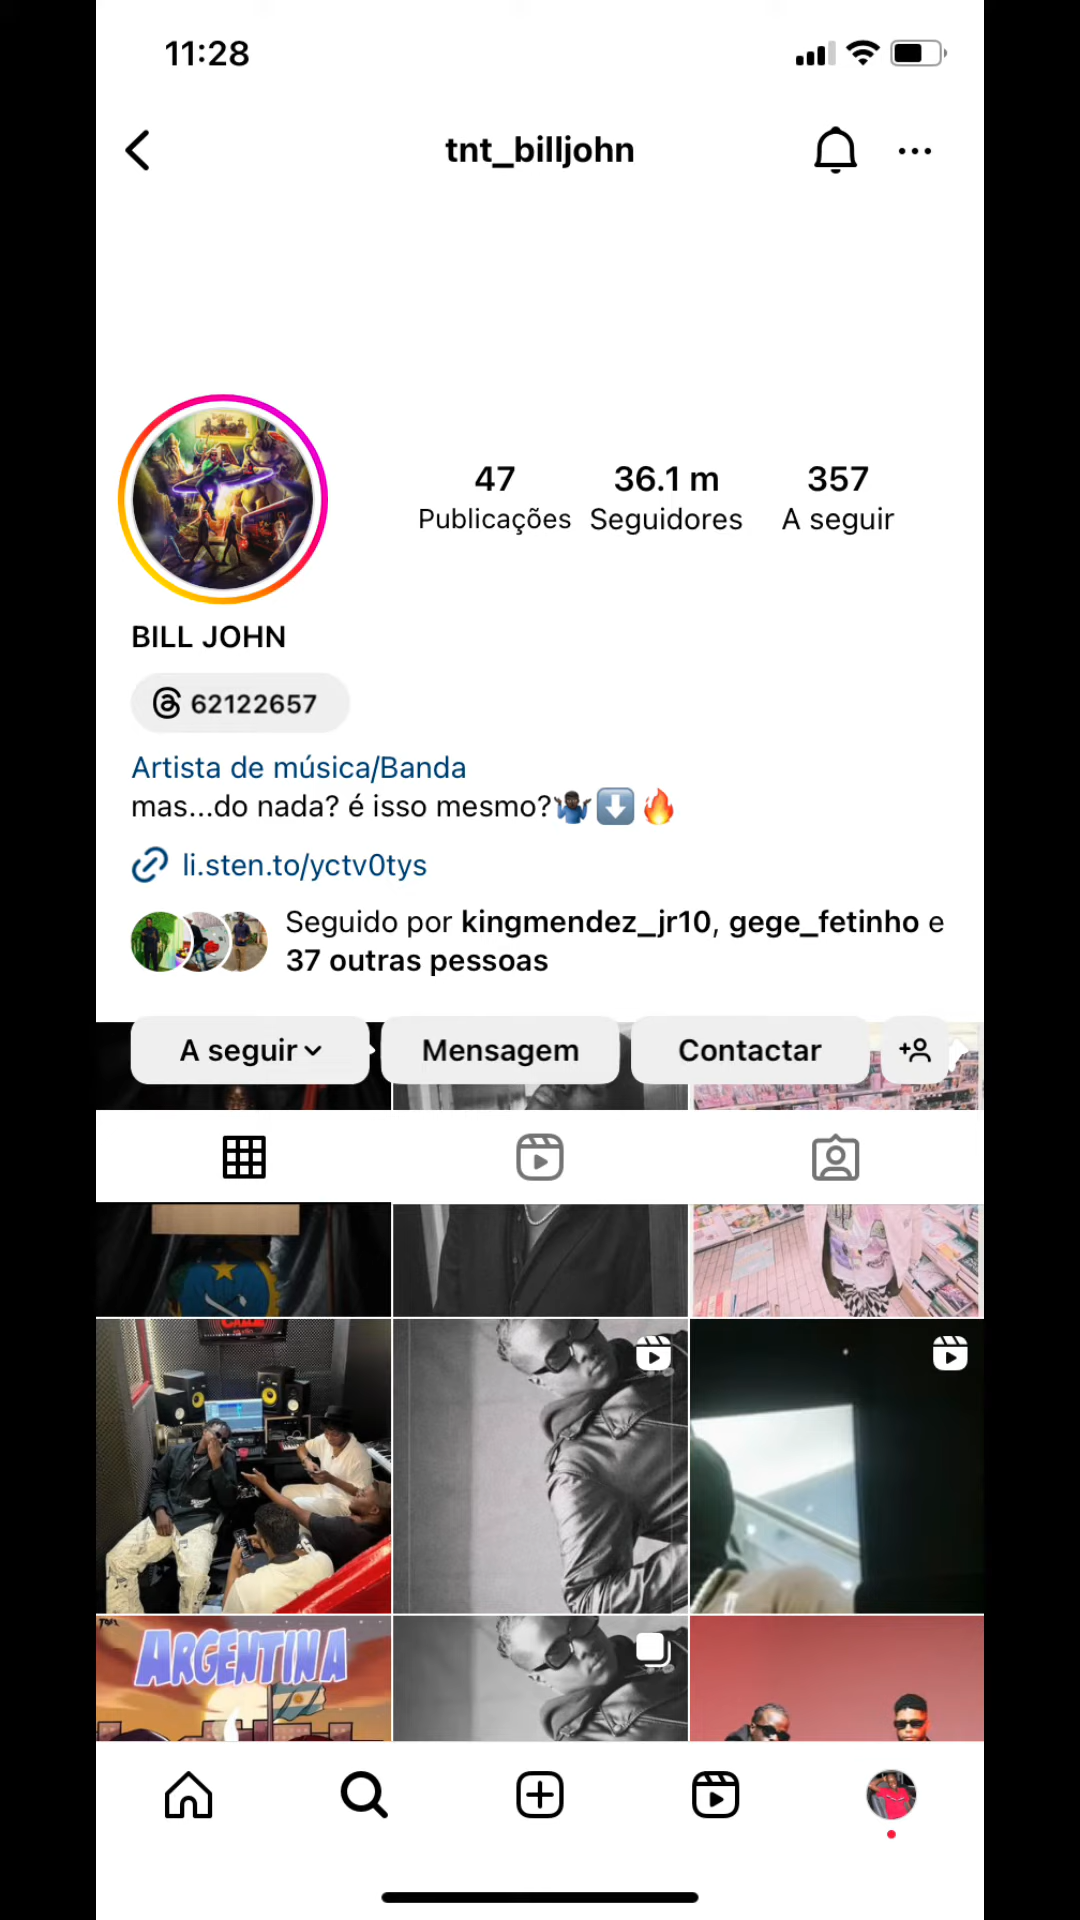 11:28
tnt_billjohn
47
36.1 m
357
Publicações
Seguidores
A seguir
BILL JOHN
62122657
Artista de música/Banda
mas...do nada? é isso mesmo?🤷🏿‍♂️⬇️🔥
li.sten.to/yctv0tys
Seguido por kingmendez_jr10, gege_fetinho e
37 outras pessoas
A seguir
Mensagem
Contactar
ARGENTINA